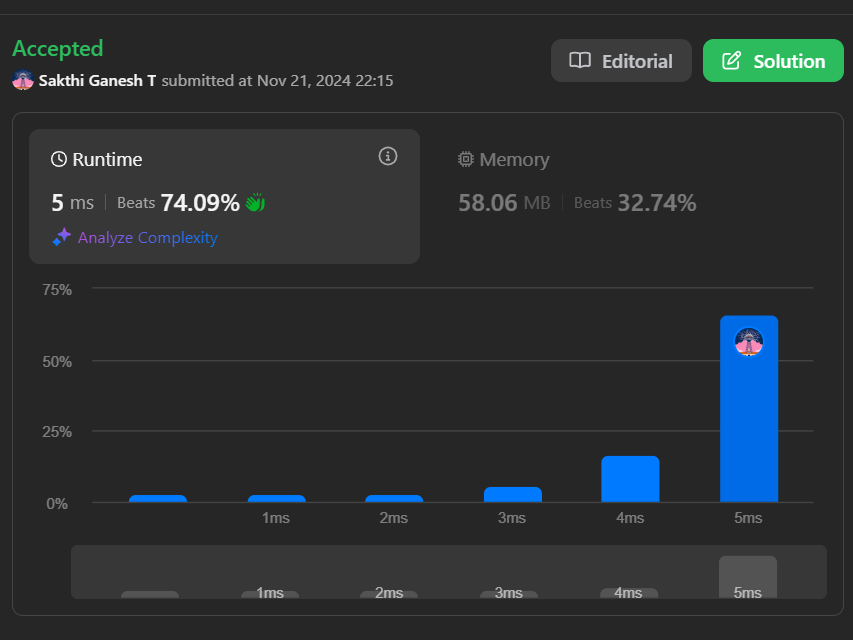 Accepted
Editorial
Solution
Sakthi Ganesh T submitted at Nov 21, 2024 22:15
Runtime
5 ms Beats 74.09%
Analyze Complexity
Memory
58.06 MB Beats 32.74%
75%
50%
25%
0%
1ms 2ms 3ms 4ms 5ms
1ms 2ms 3ms 4ms 5ms